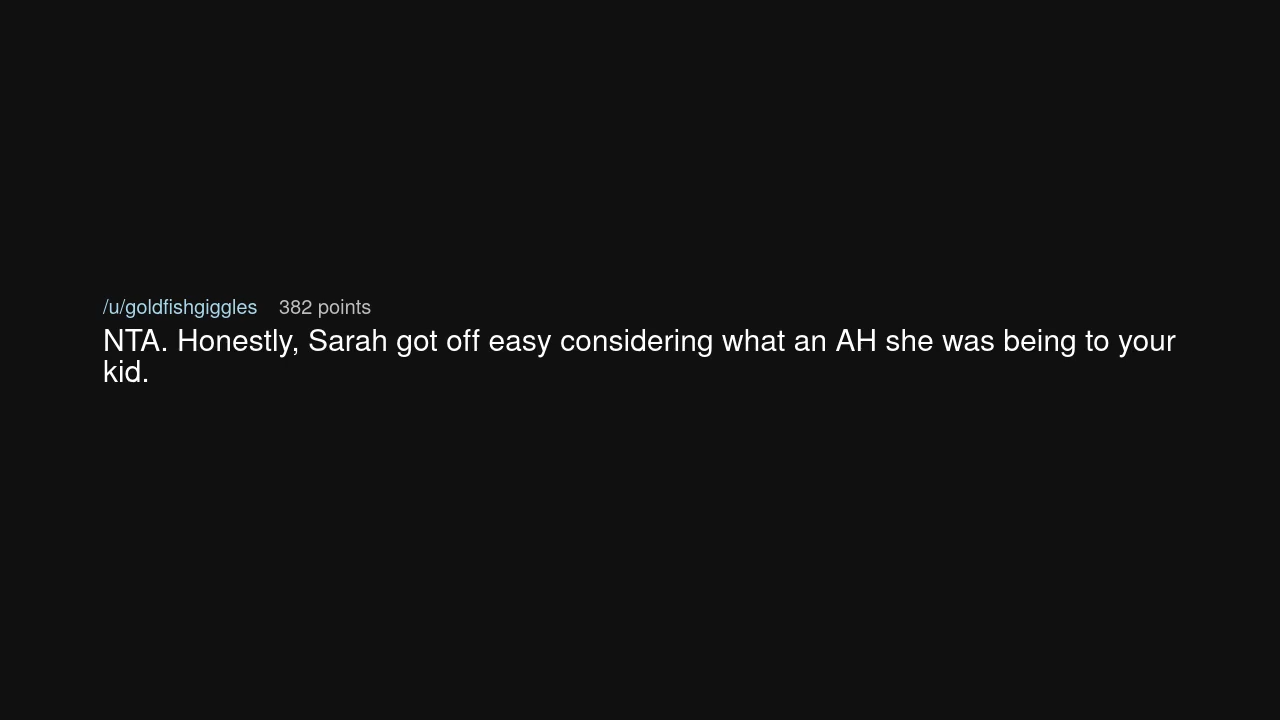 /u/goldfishgiggles 382 points
NTA. Honestly, Sarah got off easy considering what an AH she was being to your
kid.